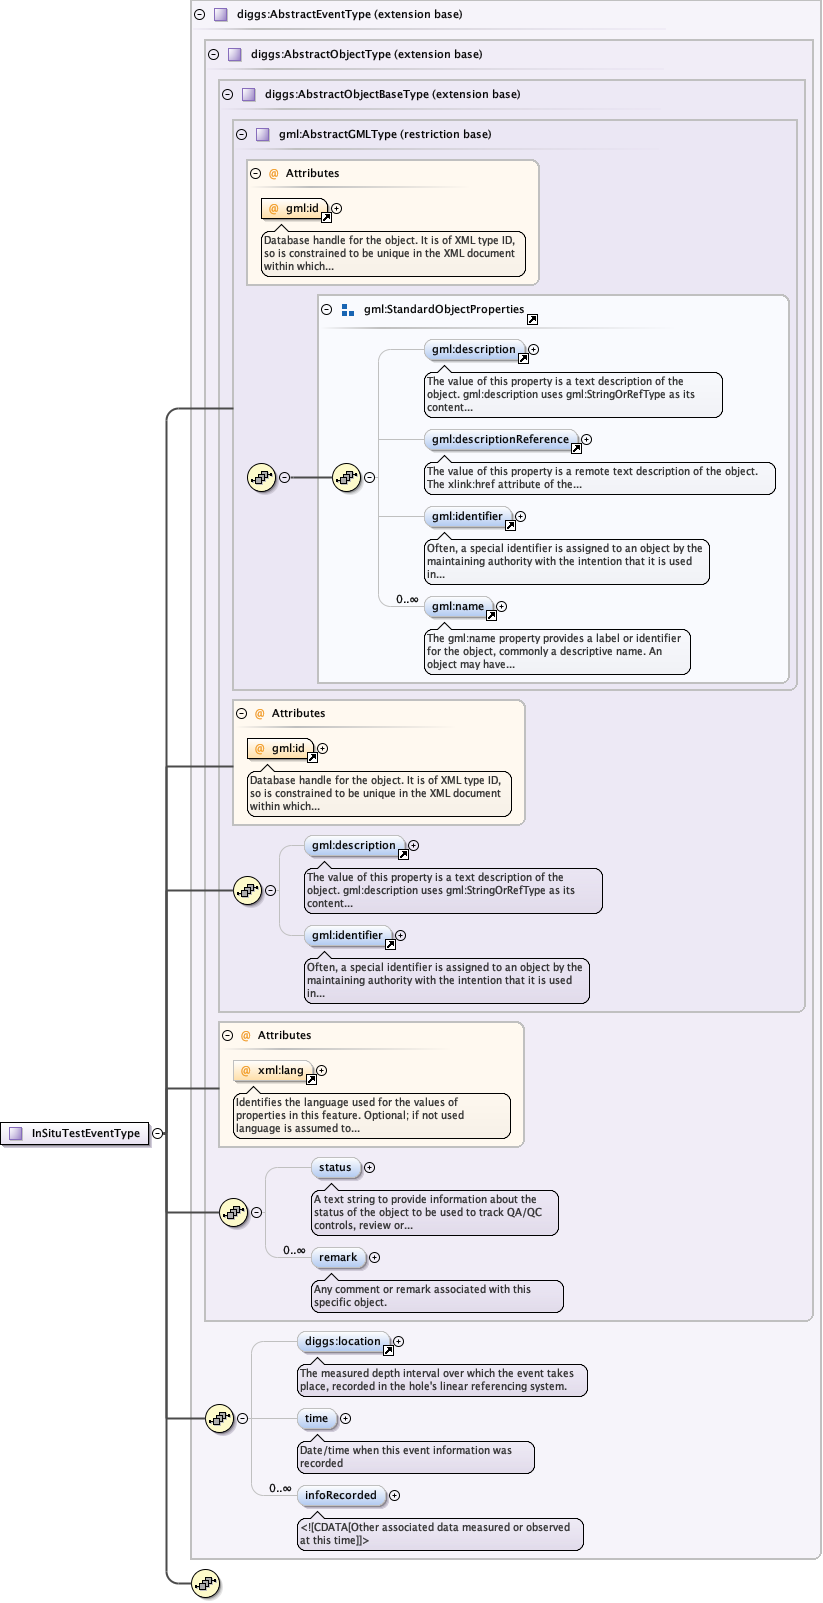 diggs:AbstractEventType (extension base)
diggs:AbstractObjectType (extension base)
diggs:AbstractObjectBaseType (extension base)
gml:AbstractGMLType (restriction base)
@ Attributes
@ gml:id
Database handle for the object. It is of XML type ID,
so is constrained to be unique in the XML document
within which...
gml:StandardObjectProperties
gml:description
The value of this property is a text description of the
object. gml:description uses gml:StringOrRefType as its
content...
gml:descriptionReference
The value of this property is a remote text description of the object.
The xlink:href attribute of the...
gml:identifier
Often, a special identifier is assigned to an object by the
maintaining authority with the intention that it is used
in...
0..∞
gml:name
The gml:name property provides a label or identifier
for the object, commonly a descriptive name. An
object may have...
@ Attributes
@ gml:id
Database handle for the object. It is of XML type ID,
so is constrained to be unique in the XML document
within which...
gml:description
The value of this property is a text description of the
object. gml:description uses gml:StringOrRefType as its
content...
gml:identifier
Often, a special identifier is assigned to an object by the
maintaining authority with the intention that it is used
in...
@ Attributes
@ xml:lang
Identifies the language used for the values of
properties in this feature. Optional; if not used
language is assumed to...
InSituTestEventType
status
A text string to provide information about the
status of the object to be used to track QA/QC
controls, review or...
0..∞
remark
Any comment or remark associated with this
specific object.
diggs:location
The measured depth interval over which the event takes
place, recorded in the hole's linear referencing system.
time
Date/time when this event information was
recorded
0..∞
infoRecorded
<![CDATA[Other associated data measured or observed
at this time]]>